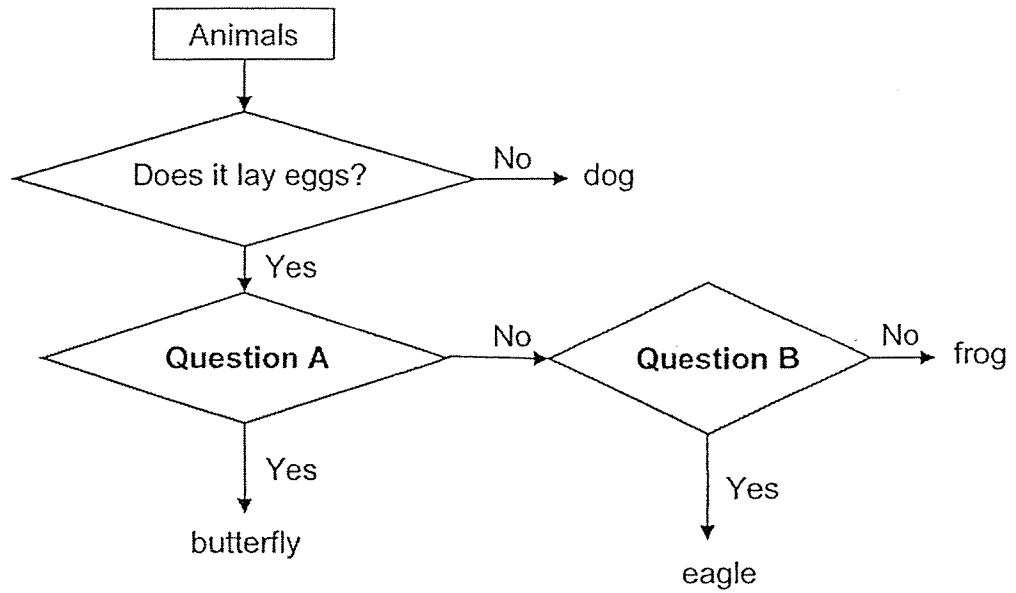 Animals
Does it lay eggs?
No
dog
Yes
Question A
No
Question B
No
frog
Yes
butterfly
Yes
eagle